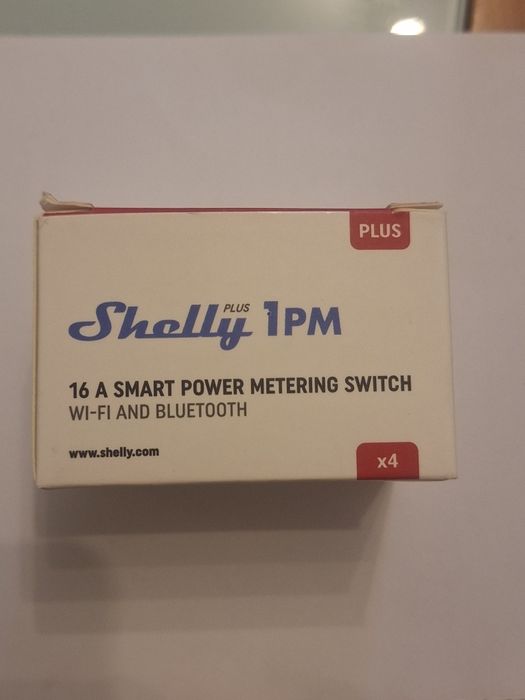 PLUS
Shelly PLUS 1PM
16 A SMART POWER METERING SWITCH
WI-FI AND BLUETOOTH
www.shelly.com
x4